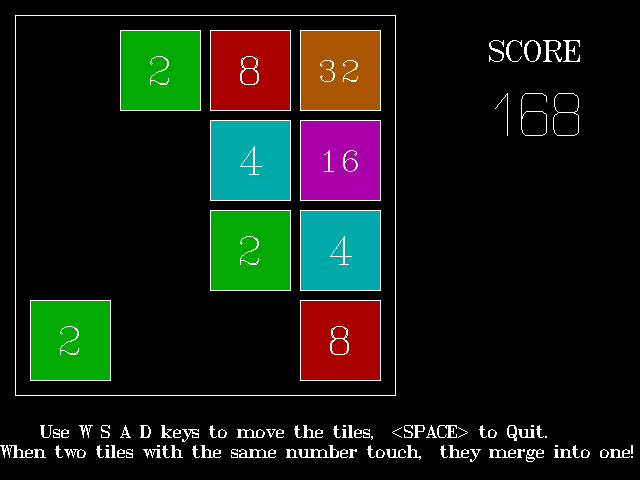 2 8 32 SCORE
168
4 16
2 4
2 8
Use W S A D keys to move the tiles, <SPACE> to Quit.
When two tiles with the same number touch, they merge into one!